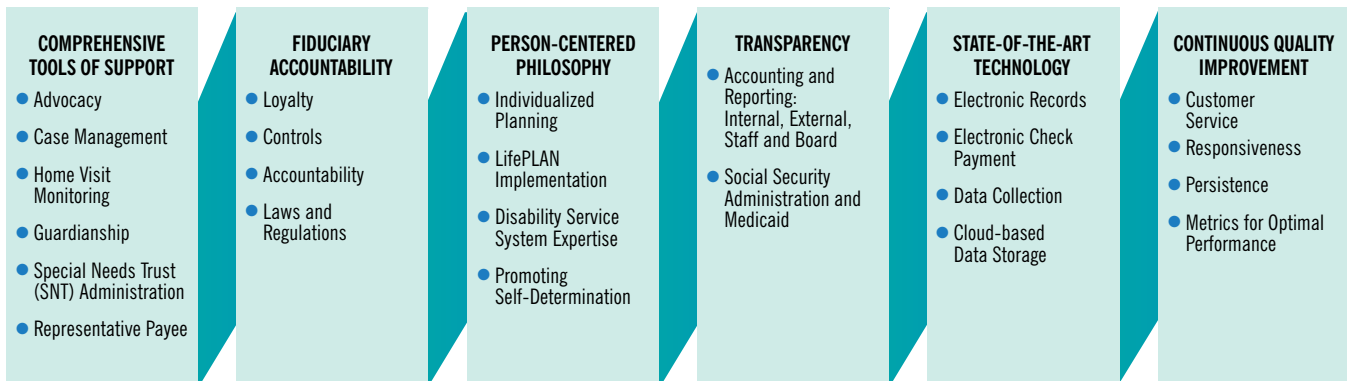 COMPREHENSIVE
TOOLS OF SUPPORT
Advocacy
Case Management
Home Visit
Monitoring
Guardianship
Special Needs Trust
(SNT) Administration
Representative Payee
FIDUCIARY
ACCOUNTABILITY
Loyalty
Controls
Accountability
Laws and
Regulations
PERSON-CENTERED
PHILOSOPHY
Individualized
Planning
LifePLAN
Implementation
Disability Service
System Expertise
Promoting
Self-Determination
TRANSPARENCY
Accounting and
Reporting:
Internal, External,
Staff and Board
Social Security
Administration and
Medicaid
STATE-OF-THE-ART
TECHNOLOGY
Electronic Records
Electronic Check
Payment
Data Collection
Cloud-based
Data Storage
CONTINUOUS QUALITY
IMPROVEMENT
Customer
Service
Responsiveness
Persistence
Metrics for Optimal
Performance